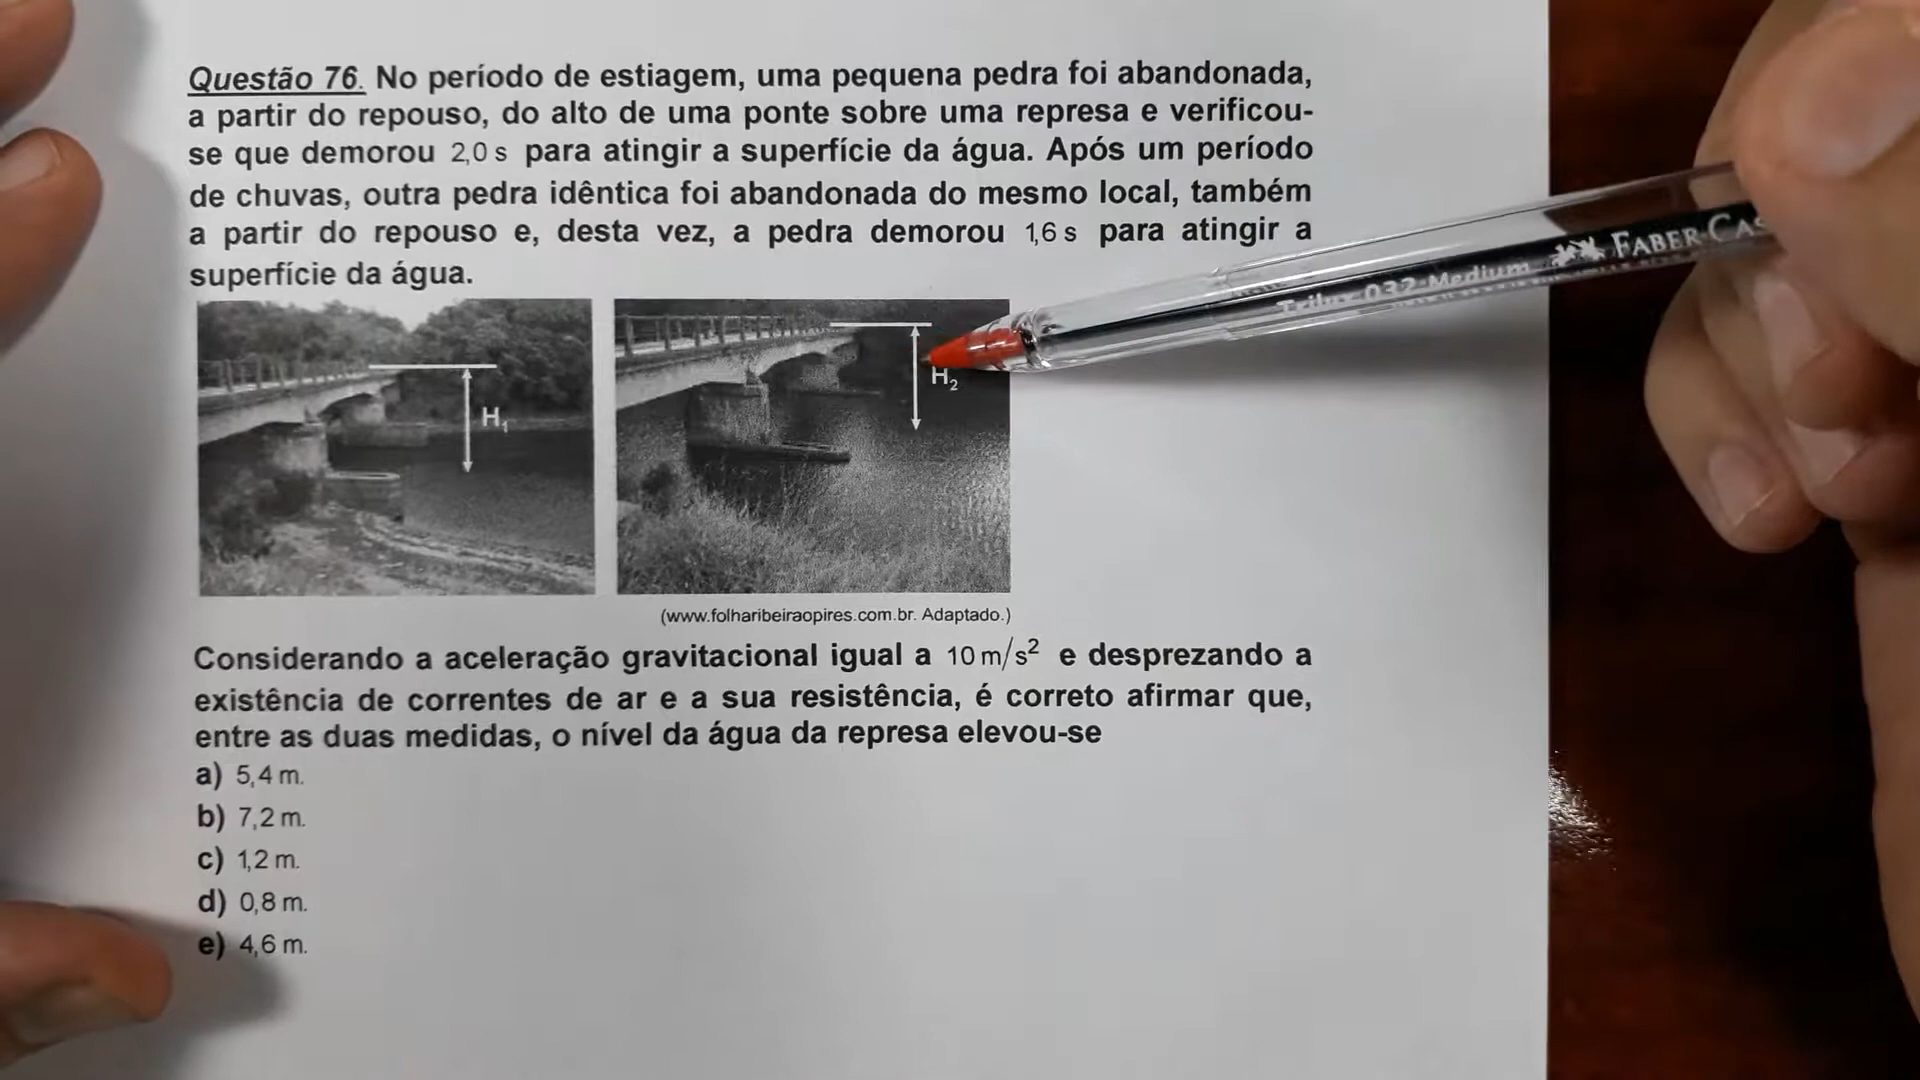 Questão 76. No período de estiagem, uma pequena pedra foi abandonada,
a partir do repouso, do alto de uma ponte sobre uma represa e verificou-
se que demorou 2,0 s para atingir a superfície da água. Após um período
de chuvas, outra pedra idêntica foi abandonada do mesmo local, também
a partir do repouso e, desta vez, a pedra demorou 1,6 s para atingir a
superfície da água.
H₁
H₂
Trilux 032 Medium FABER-CAS
(www.folharibeiraopires.com.br. Adaptado.)
Considerando a aceleração gravitacional igual a 10 m/s² e desprezando a
existência de correntes de ar e a sua resistência, é correto afirmar que,
entre as duas medidas, o nível da água da represa elevou-se
a) 5,4 m.
b) 7,2 m.
c) 1,2 m.
d) 0,8 m.
e) 4,6 m.